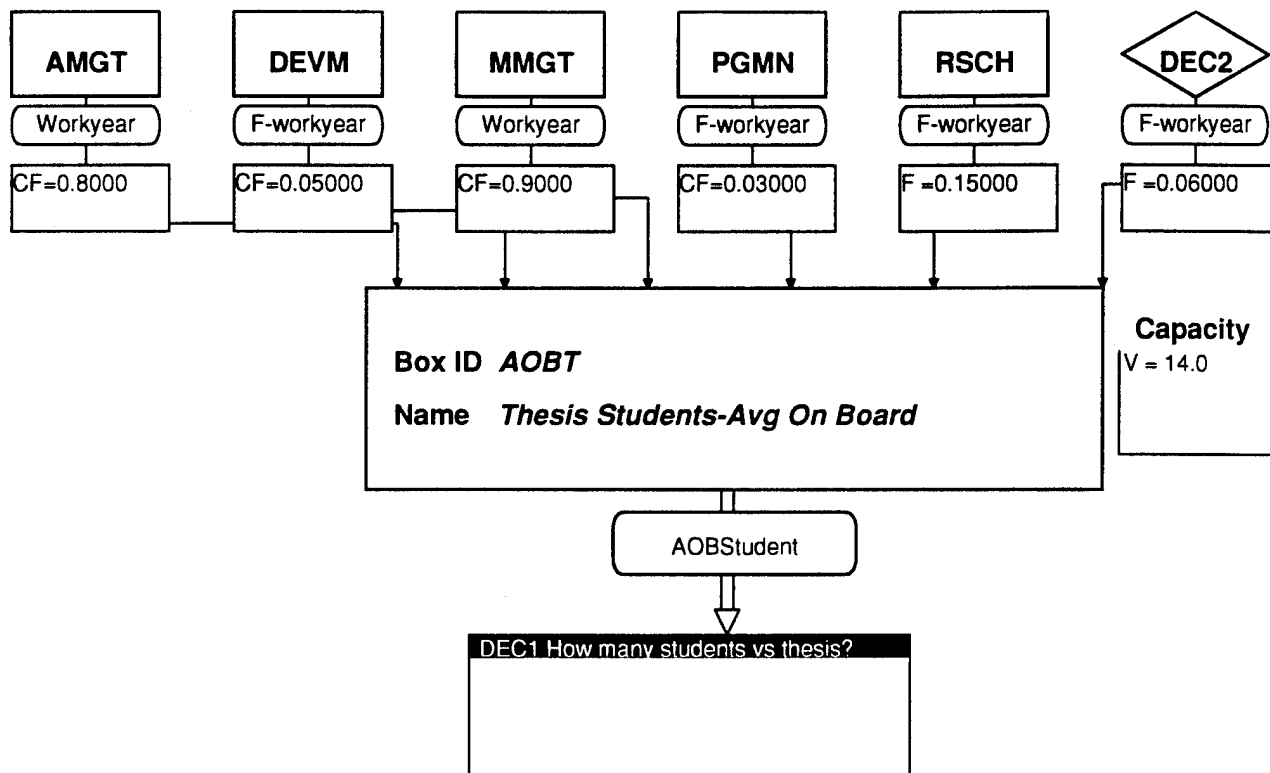 AMGT DEVM MMGT PGMN RSCH DEC2
Workyear F-workyear Workyear F-workyear F-workyear F-workyear
CF=0.8000 CF=0.05000 CF=0.9000 CF=0.03000 F =0.15000 F =0.06000
Capacity
V = 14.0
Box ID AOBT
Name Thesis Students-Avg On Board
AOBStudent
DEC1 How many students vs thesis?